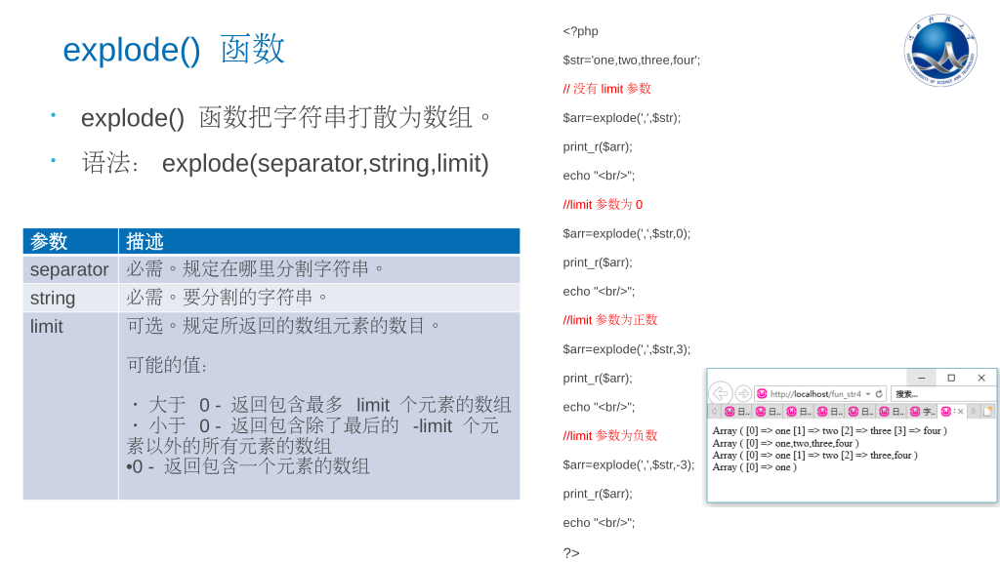 explode() 函数
• explode() 函数把字符串打散为数组。
• 语法: explode(separator,string,limit)
参数 描述
separator 必需。规定在哪里分割字符串。
string 必需。要分割的字符串。
limit 可选。规定所返回的数组元素的数目。
可能的值:
· 大于 0 - 返回包含最多 limit 个元素的数组
· 小于 0 - 返回包含除了最后的 -limit 个元
素以外的所有元素的数组
•0 - 返回包含一个元素的数组
<?php
$str='one,two,three,four';
// 没有 limit 参数
$arr=explode(',',$str);
print_r($arr);
echo "<br/>";
//limit 参数为 0
$arr=explode(',',$str,0);
print_r($arr);
echo "<br/>";
//limit 参数为正数
$arr=explode(',',$str,3);
print_r($arr);
echo "<br/>";
//limit 参数为负数
$arr=explode(',',$str,-3);
print_r($arr);
echo "<br/>";
?>
http://localhost/fun_str4 搜索...
日.. 日.. 日.. 日.. 日.. 日.. 字..
Array ( [0] => one [1] => two [2] => three [3] => four )
Array ( [0] => one,two,three,four )
Array ( [0] => one [1] => two [2] => three,four )
Array ( [0] => one )